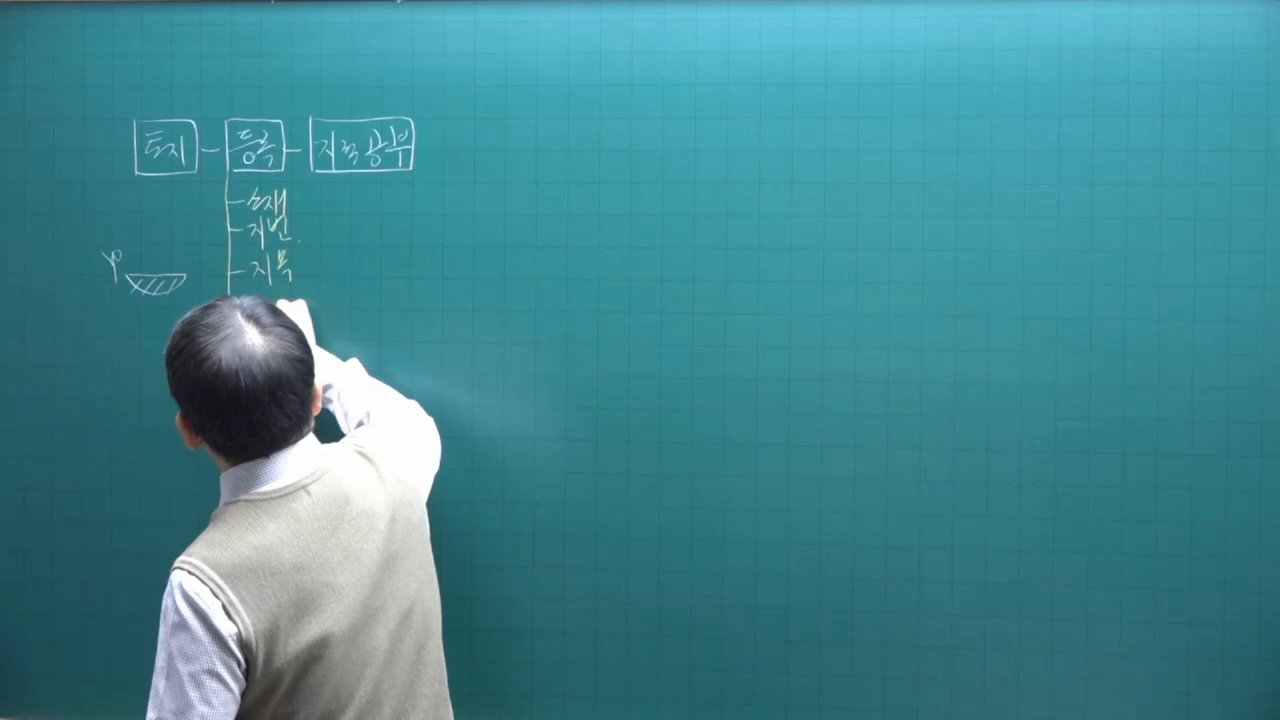 토지 - 등록 - 지적공부
- 소재
- 지번
- 지목